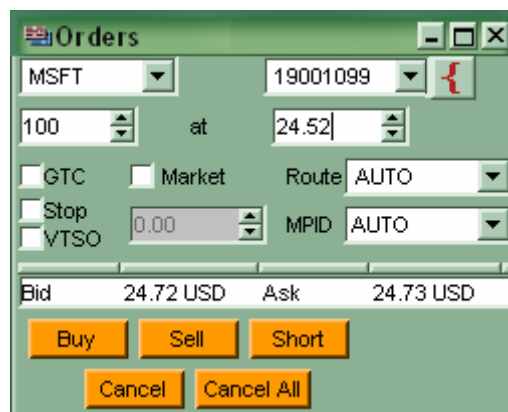 Orders
MSFT 19001099 {
100 at 24.52
GTC Market Route AUTO
Stop
VTSO 0.00 MPID AUTO
Bid 24.72 USD Ask 24.73 USD
Buy Sell Short
Cancel Cancel All